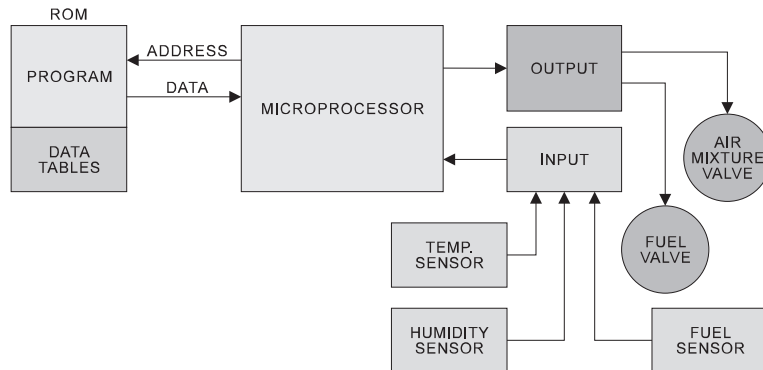 ROM
PROGRAM
DATA
TABLES
ADDRESS
DATA
MICROPROCESSOR
OUTPUT
INPUT
AIR
MIXTURE
VALVE
FUEL
VALVE
TEMP.
SENSOR
HUMIDITY
SENSOR
FUEL
SENSOR